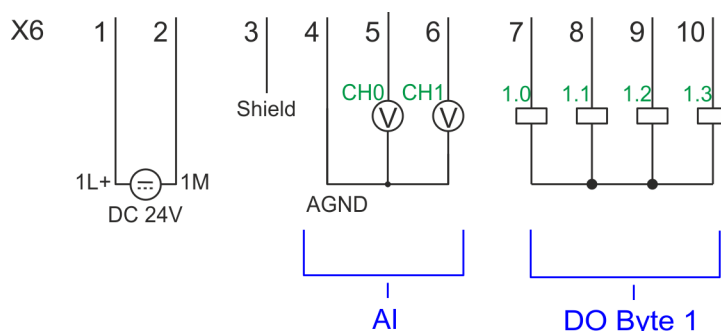 X6 1 2 3 4 5 6 7 8 9 10
CH0 CH1 1.0 1.1 1.2 1.3
Shield
1L+ 1M
DC 24V
AGND
AI DO Byte 1